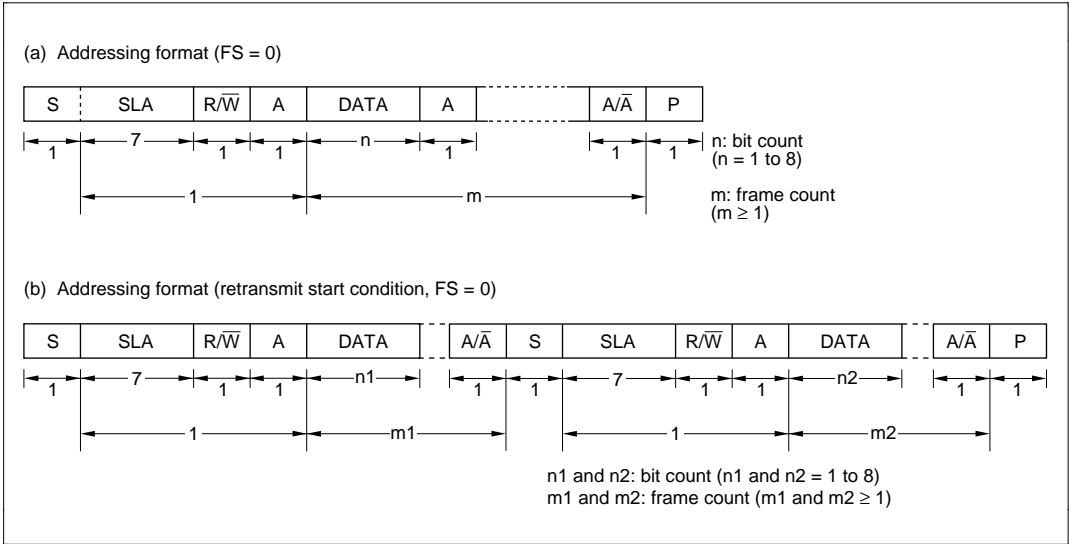 (a) Addressing format (FS = 0)
S SLA R/W̅ A DATA A A/A̅ P
1 7 1 1 n 1 1 1
n: bit count
(n = 1 to 8)
1 m
m: frame count
(m ≥ 1)
(b) Addressing format (retransmit start condition, FS = 0)
S SLA R/W̅ A DATA A/A̅ S SLA R/W̅ A DATA A/A̅ P
1 7 1 1 n1 1 1 7 1 1 n2 1 1
1 m1 1 m2
n1 and n2: bit count (n1 and n2 = 1 to 8)
m1 and m2: frame count (m1 and m2 ≥ 1)